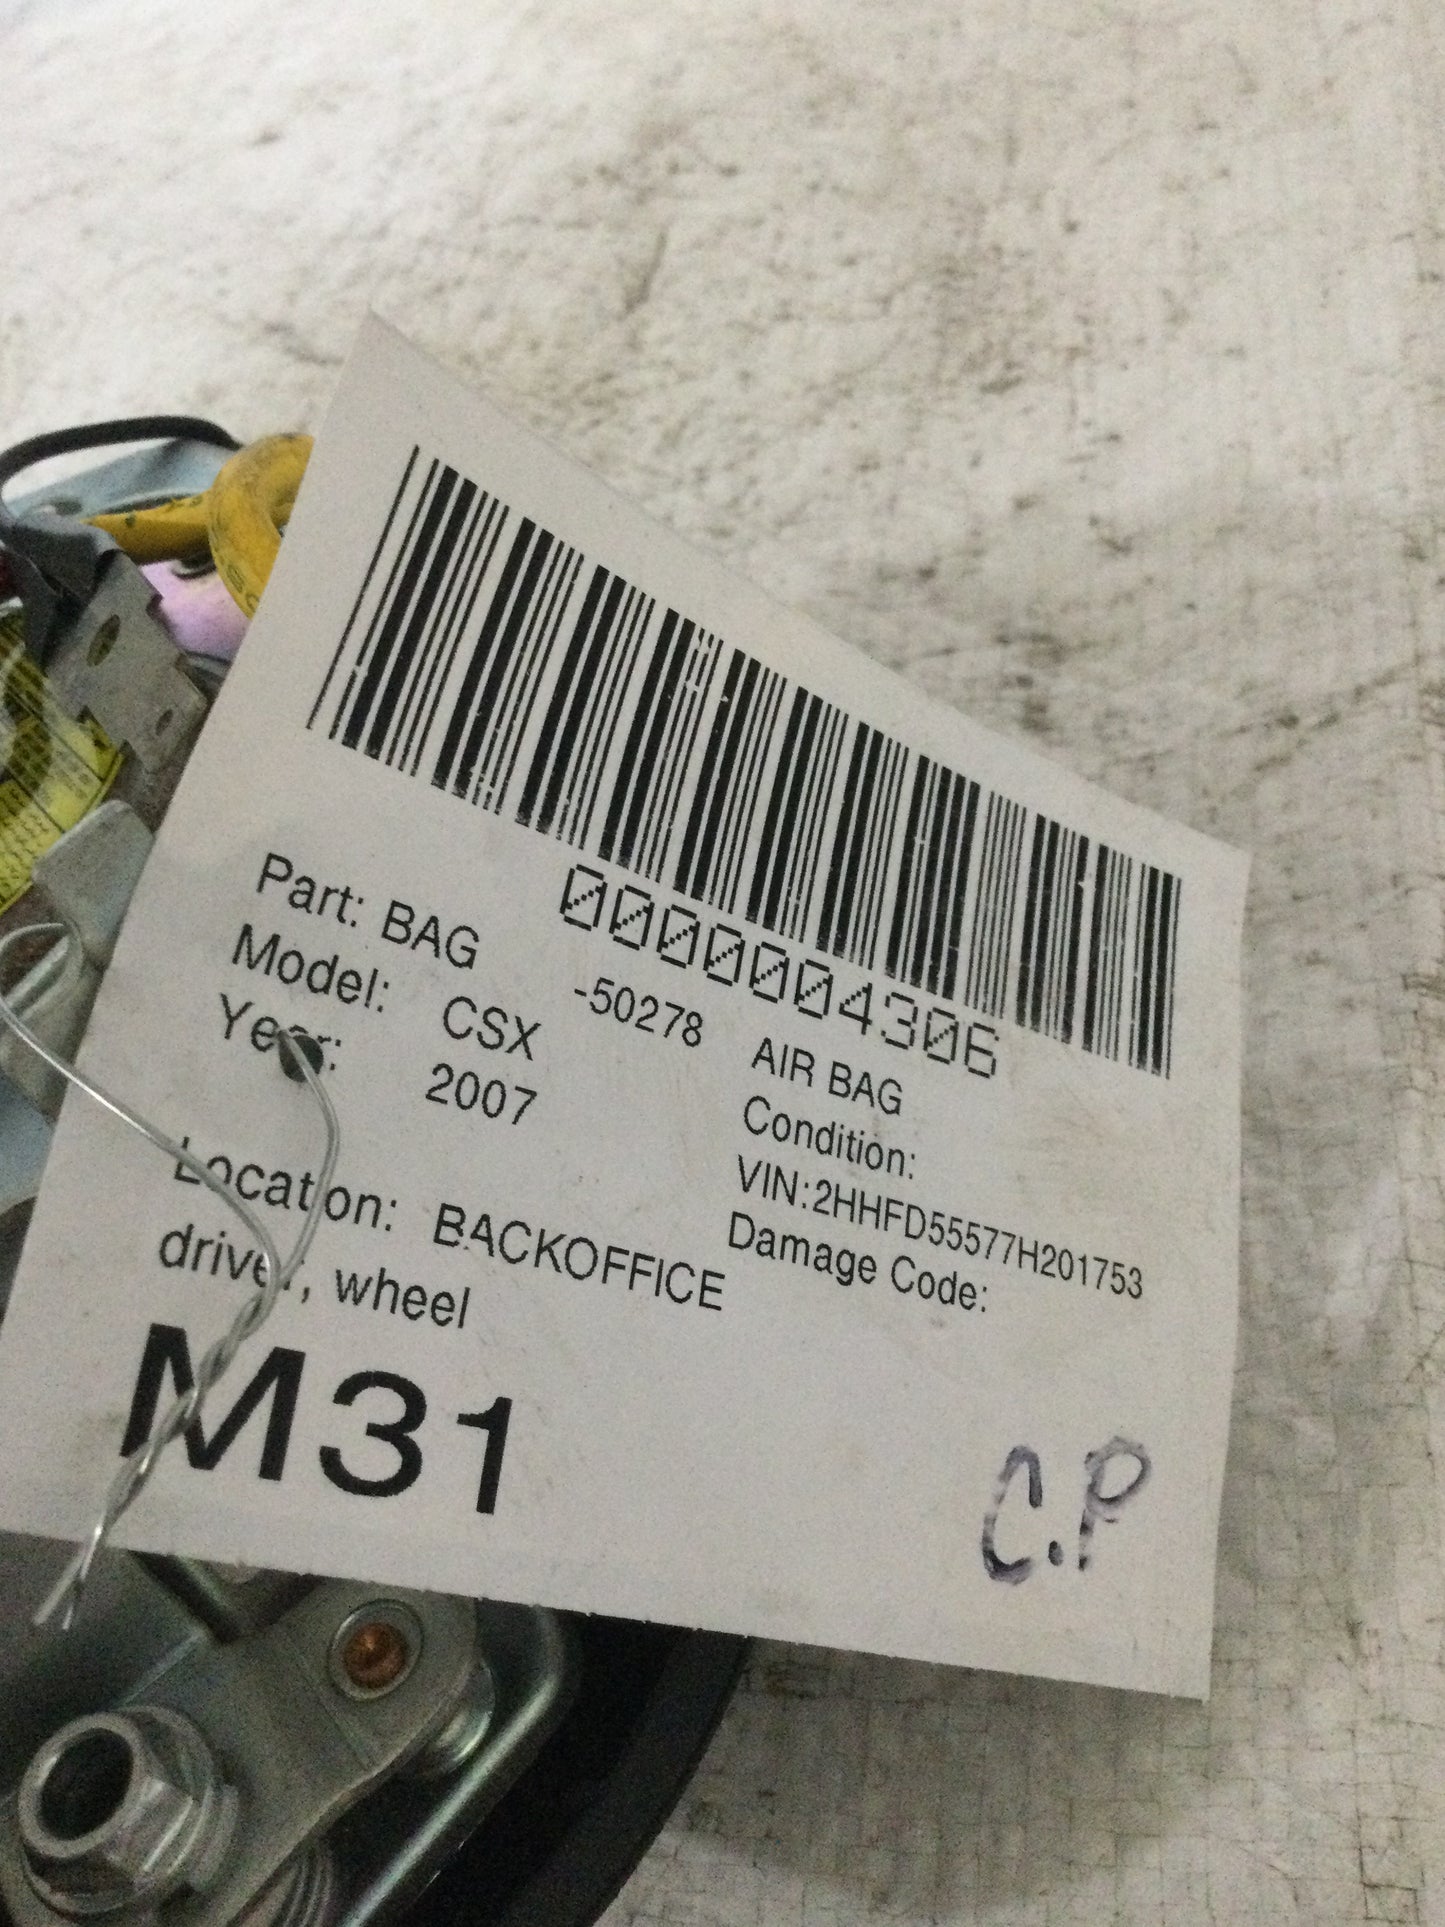 0000004306
Part: BAG -50278 AIR BAG
Model: CSX Condition:
Year: 2007 VIN:2HHFD55577H201753
Damage Code:
Location: BACKOFFICE
driver, wheel
M31
C.P